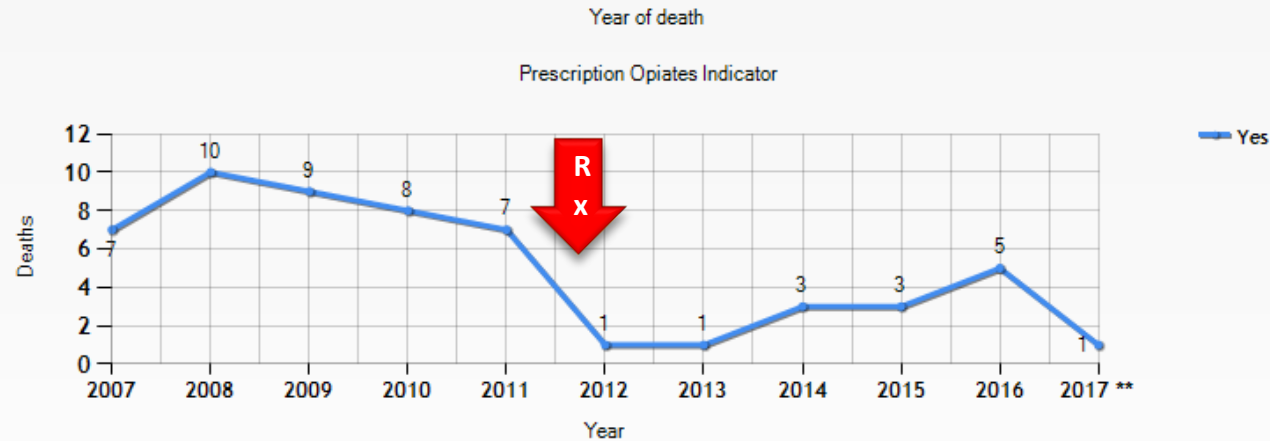 Year of death
Prescription Opiates Indicator
12
10
8
6
4
2
0
Deaths
7
10
9
8
7
1
1
3
3
5
1
R
x
Yes
2007 2008 2009 2010 2011 2012 2013 2014 2015 2016 2017 **
Year